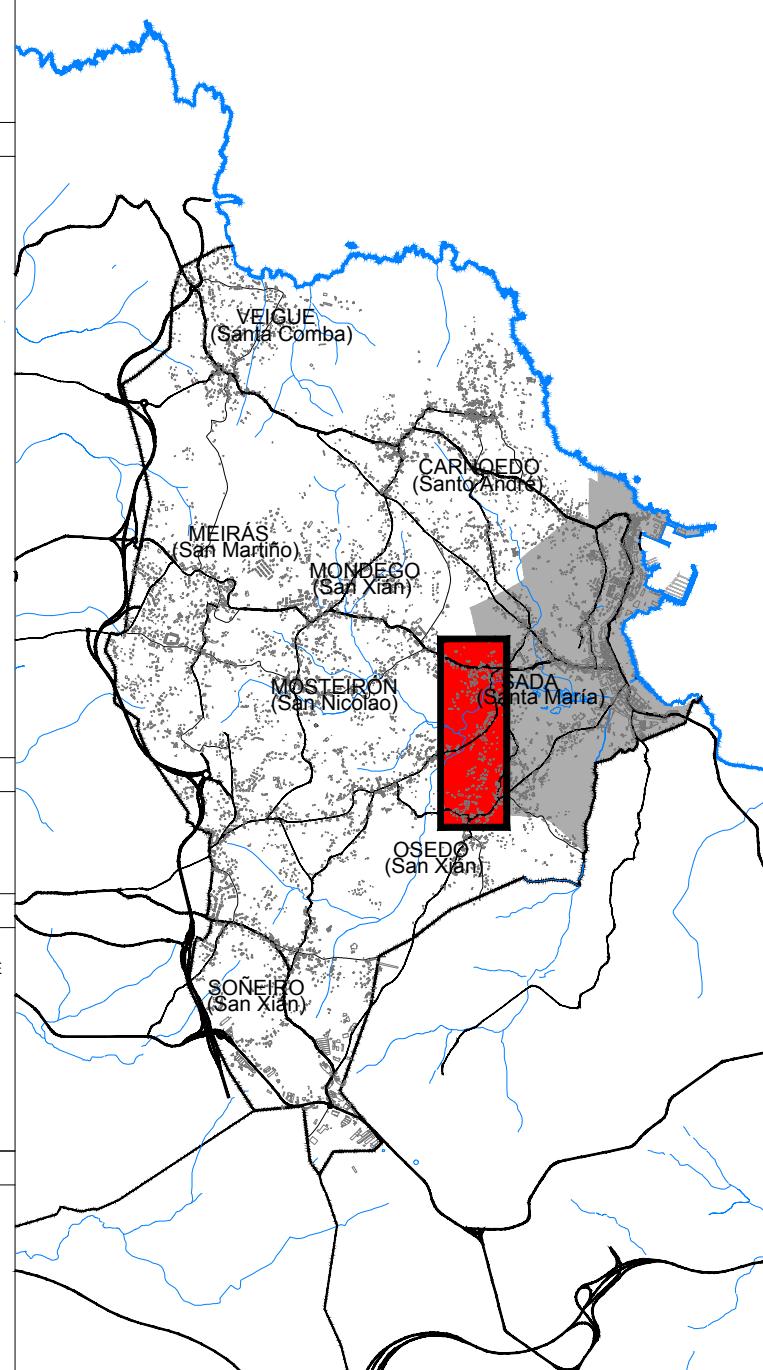 VEIGUE
(Santa Comba)
CARNOEDO
(Santo André)
MEIRÁS
(San Martiño)
MONDEGO
(San Xián)
SADA
(Santa María)
MOSTEIRÓN
(San Nicolao)
OSEDO
(San Xián)
SOÑEIRO
(San Xián)